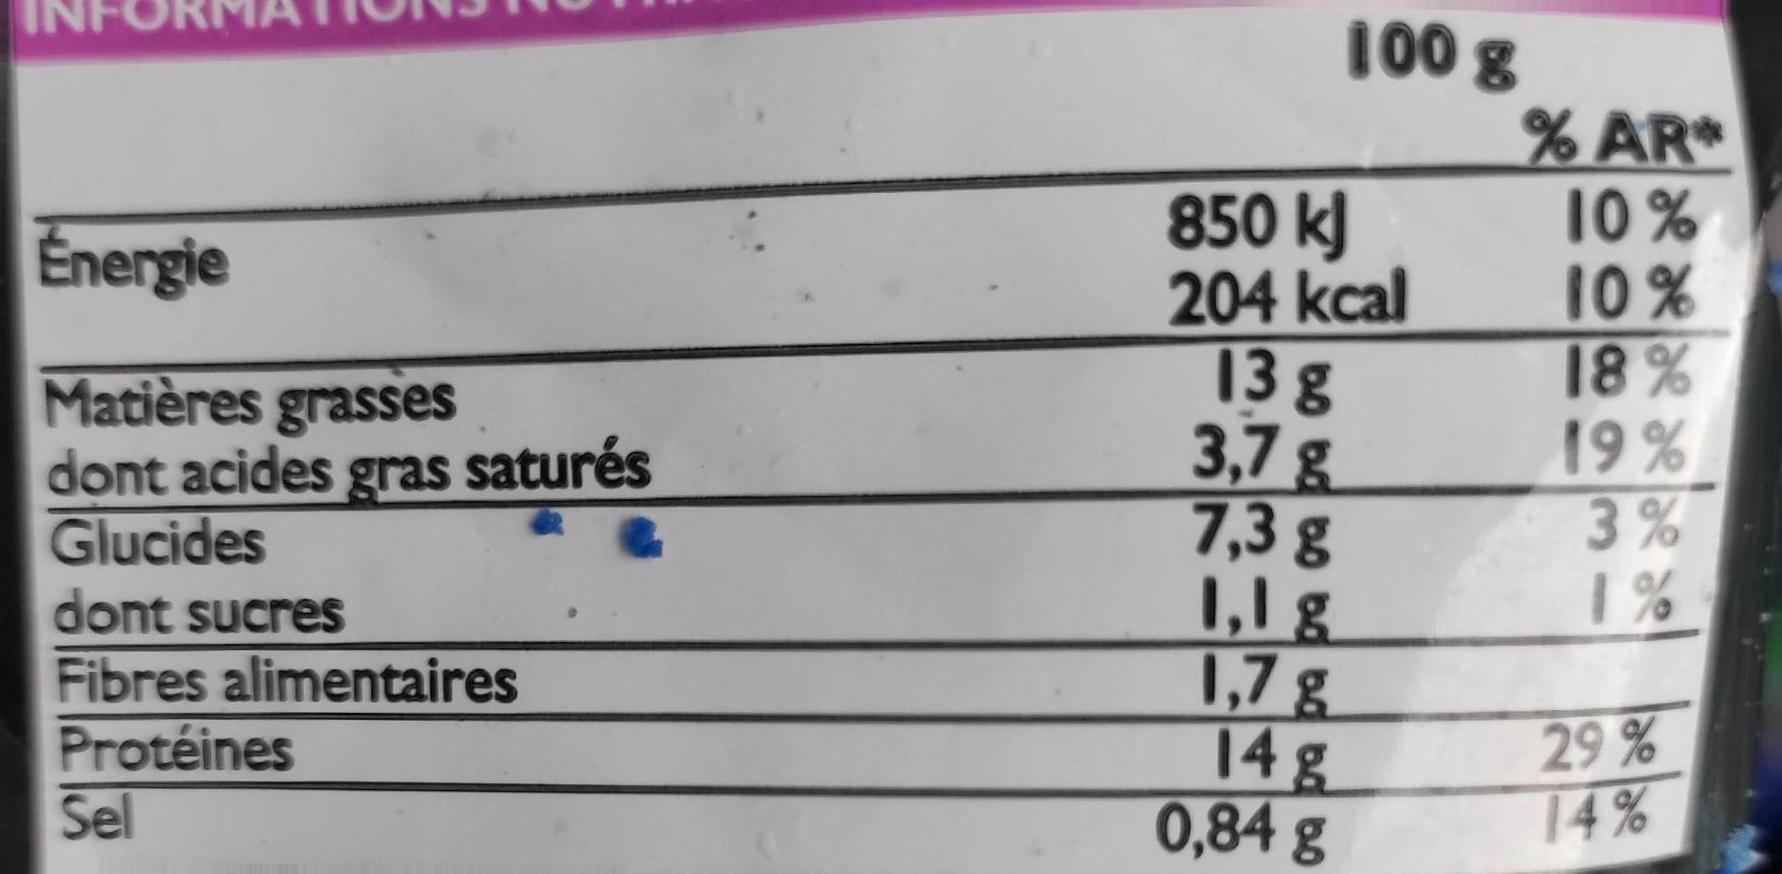 INFORMATIONS
100 g
% AR*
Énergie 850 kJ 10 %
204 kcal 10 %
Matières grasses 13 g 18 %
dont acides gras saturés 3,7 g 19 %
Glucides 7,3 g 3 %
dont sucres 1,1 g 1 %
Fibres alimentaires 1,7 g
Protéines 14 g 29 %
Sel 0,84 g 14 %